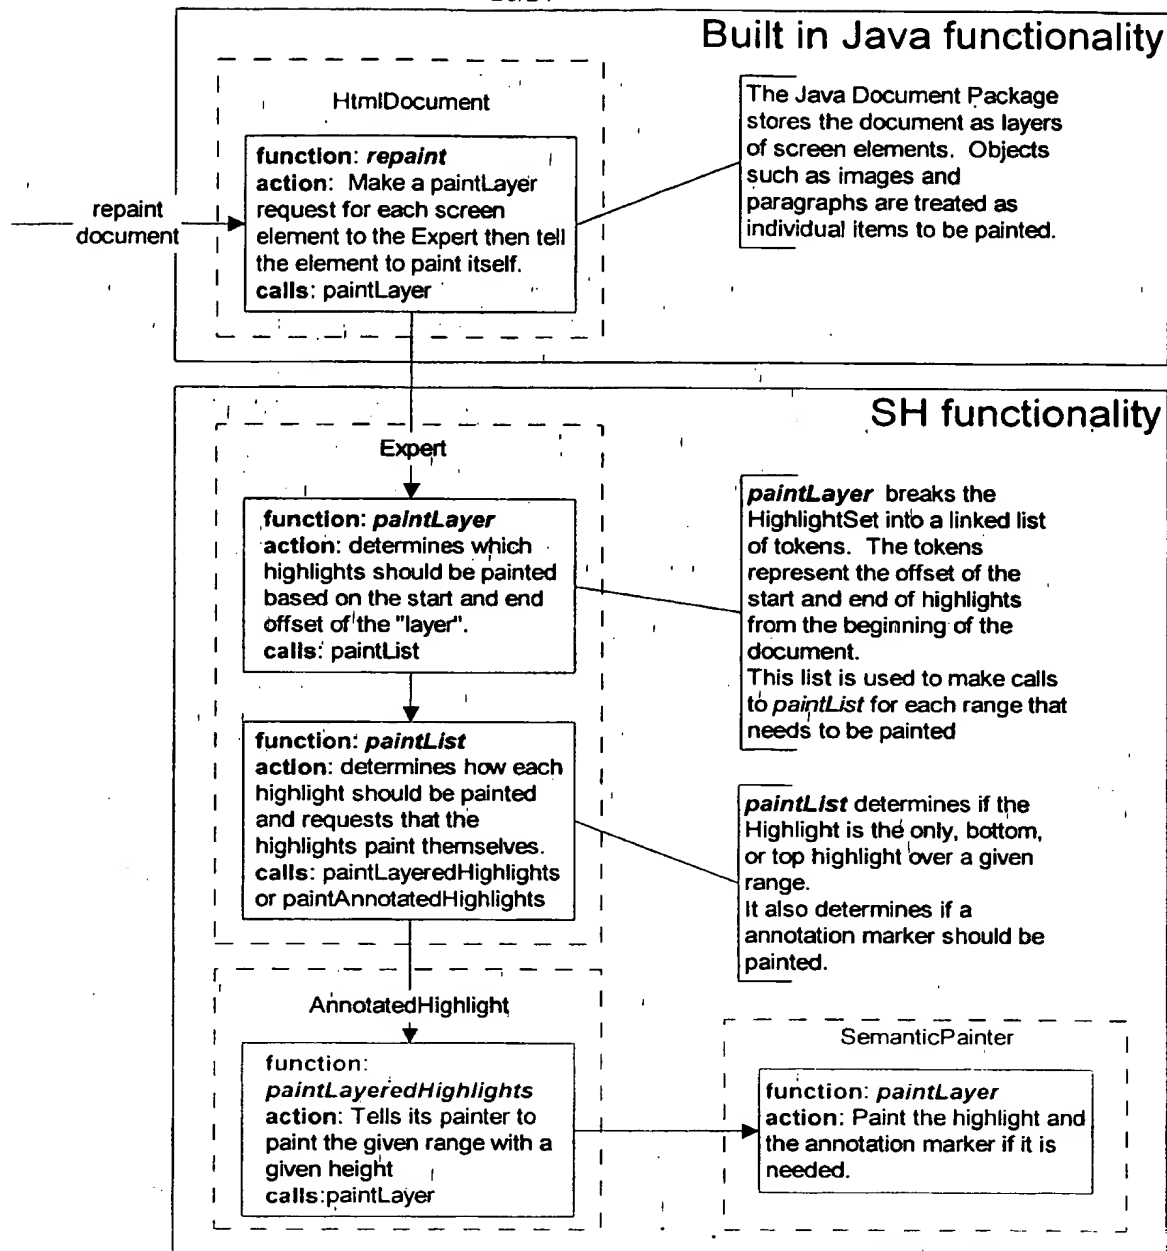 Built in Java functionality
HtmlDocument
function: repaint
action: Make a paintLayer
request for each screen
element to the Expert then tell
the element to paint itself.
calls: paintLayer
The Java Document Package
stores the document as layers
of screen elements. Objects
such as images and
paragraphs are treated as
individual items to be painted.
repaint
document
SH functionality
Expert
function: paintLayer
action: determines which
highlights should be painted
based on the start and end
offset of the "layer".
calls: paintList
paintLayer breaks the
HighlightSet into a linked list
of tokens. The tokens
represent the offset of the
start and end of highlights
from the beginning of the
document.
This list is used to make calls
to paintList for each range that
needs to be painted
function: paintList
action: determines how each
highlight should be painted
and requests that the
highlights paint themselves.
calls: paintLayeredHighlights
or paintAnnotatedHighlights
paintList determines if the
Highlight is the only, bottom,
or top highlight over a given
range.
It also determines if a
annotation marker should be
painted.
AnnotatedHighlight
function:
paintLayeredHighlights
action: Tells its painter to
paint the given range with a
given height
calls:paintLayer
SemanticPainter
function: paintLayer
action: Paint the highlight and
the annotation marker if it is
needed.